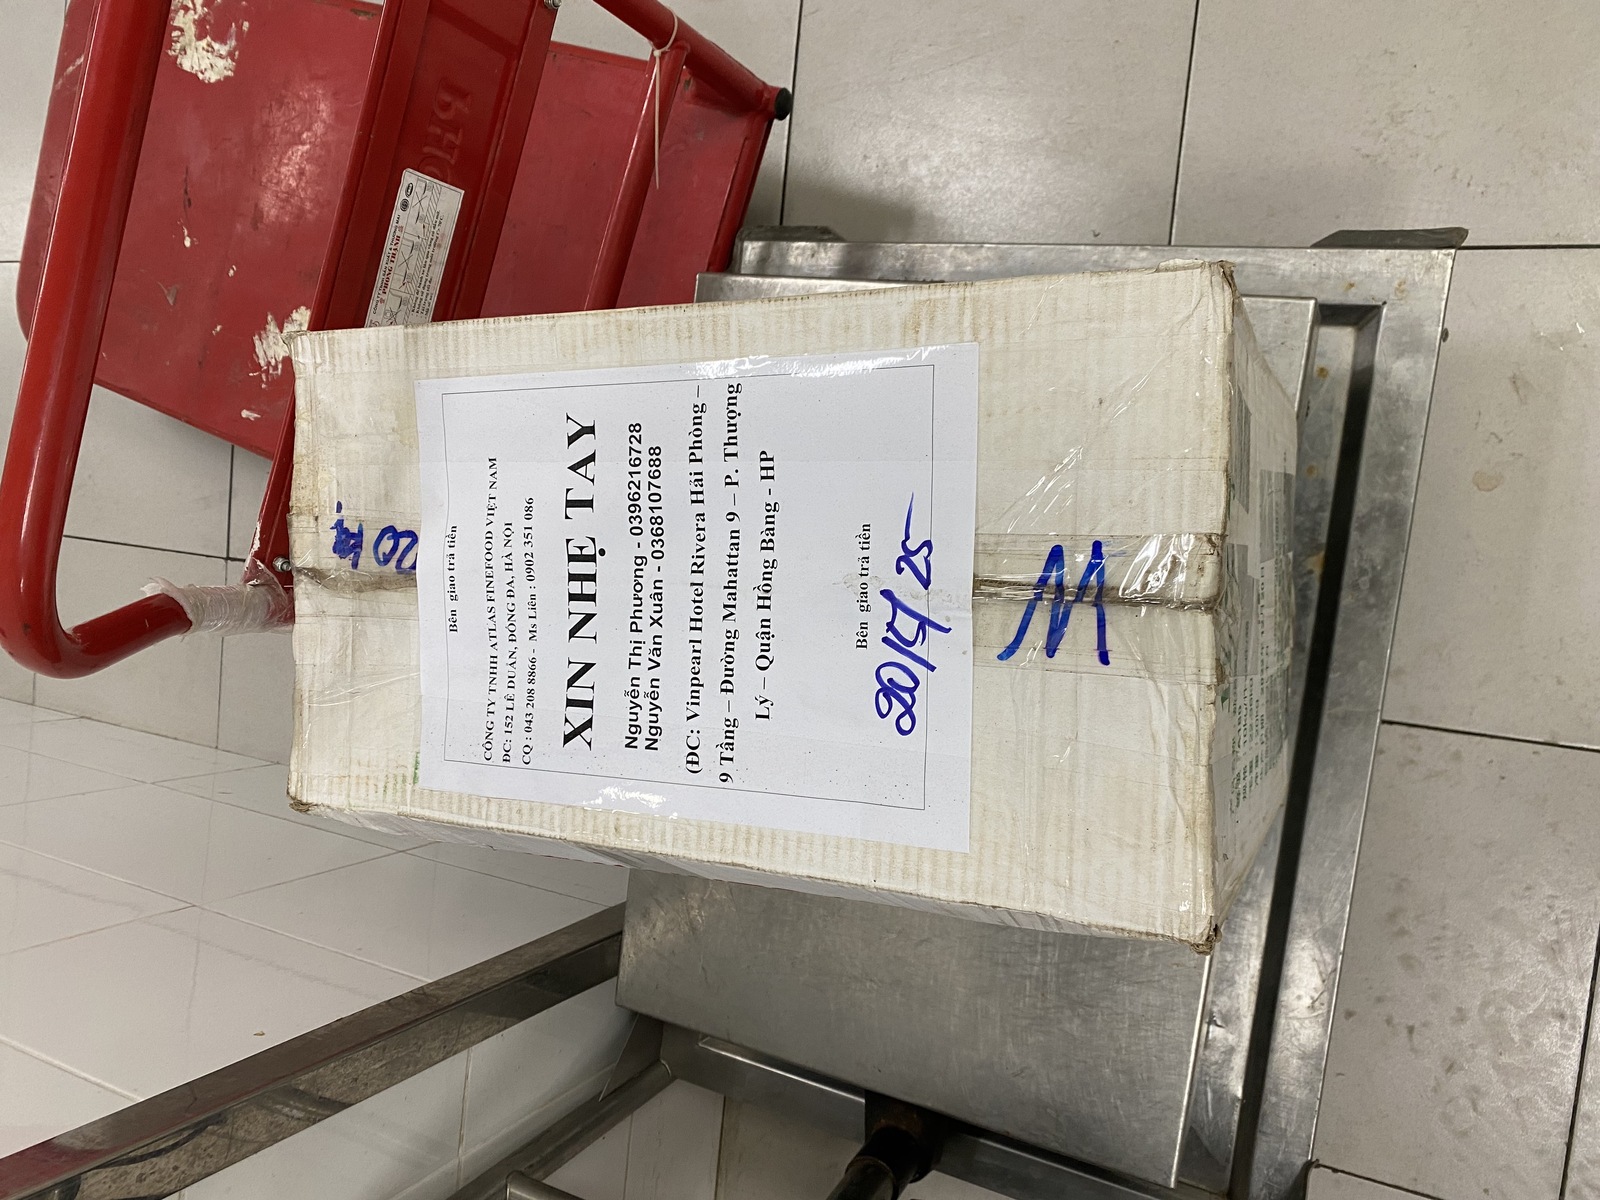 Bên giao trả tiền
CÔNG TY TNHH ATLAS FINEFOOD VIỆT NAM
ĐC: 152 LÊ DUẨN, ĐỐNG ĐA, HÀ NỘI
CQ : 043 208 8866 - Ms Liên : 0902 351 086
XIN NHẸ TAY
Nguyễn Thị Phương - 0396216728
Nguyễn Văn Xuân - 0368107688
(ĐC: Vinpearl Hotel Rivera Hải Phòng –
9 Tầng – Đường Mahattan 9 – P. Thượng
Lý – Quận Hồng Bàng - HP
Bên giao trả tiền
25
M
20
PHONG THẠNH